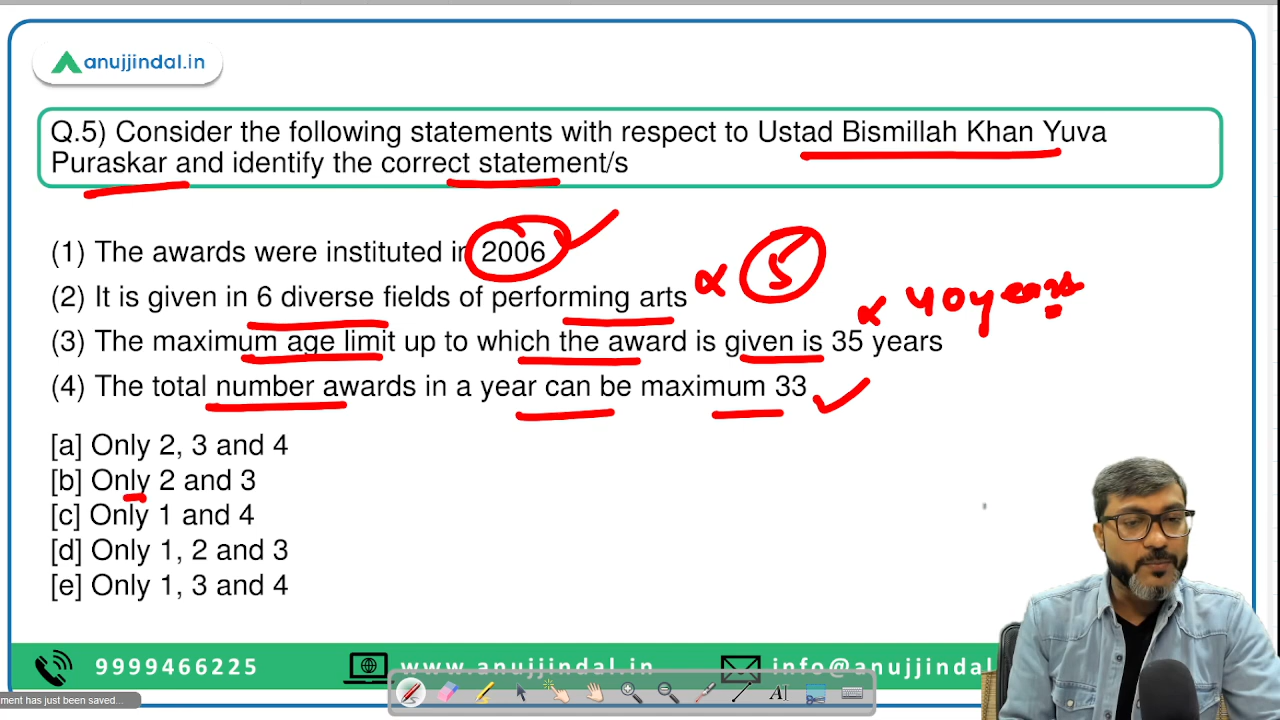 anujjindal.in
Q.5) Consider the following statements with respect to Ustad Bismillah Khan Yuva
Puraskar and identify the correct statement/s
(1) The awards were instituted in 2006
(2) It is given in 6 diverse fields of performing arts
5
40 years
(3) The maximum age limit up to which the award is given is 35 years
(4) The total number awards in a year can be maximum 33
[a] Only 2, 3 and 4
[b] Only 2 and 3
[c] Only 1 and 4
[d] Only 1, 2 and 3
[e] Only 1, 3 and 4
9999466225 www.anujjindal.in info@anujjindal
ment has just been saved... AI